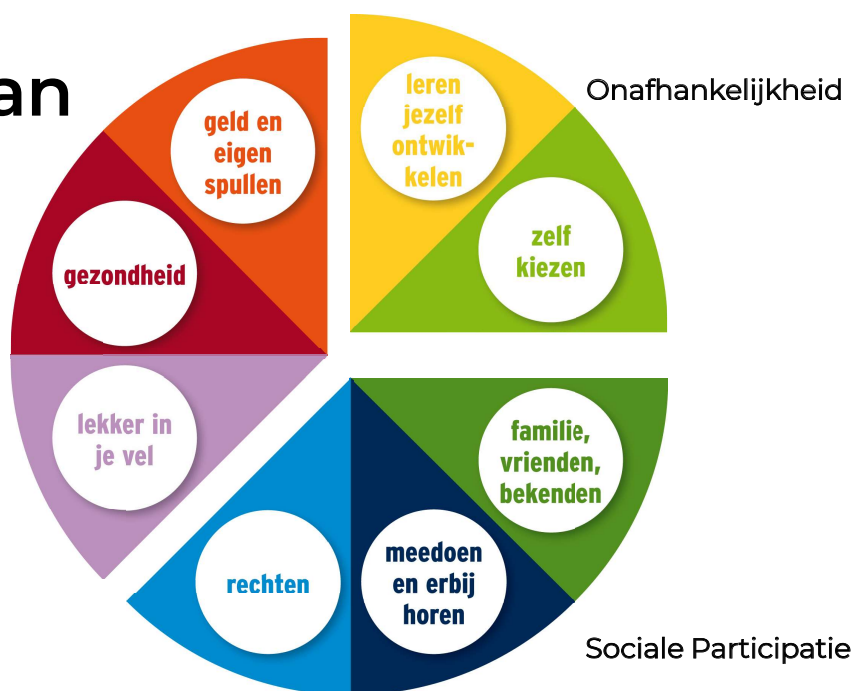 an
geld en
eigen
spullen
leren
jezelf
ontwik-
kelen
Onafhankelijkheid
zelf
kiezen
gezondheid
lekker in
je vel
familie,
vrienden,
bekenden
rechten
meedoen
en erbij
horen
Sociale Participatie